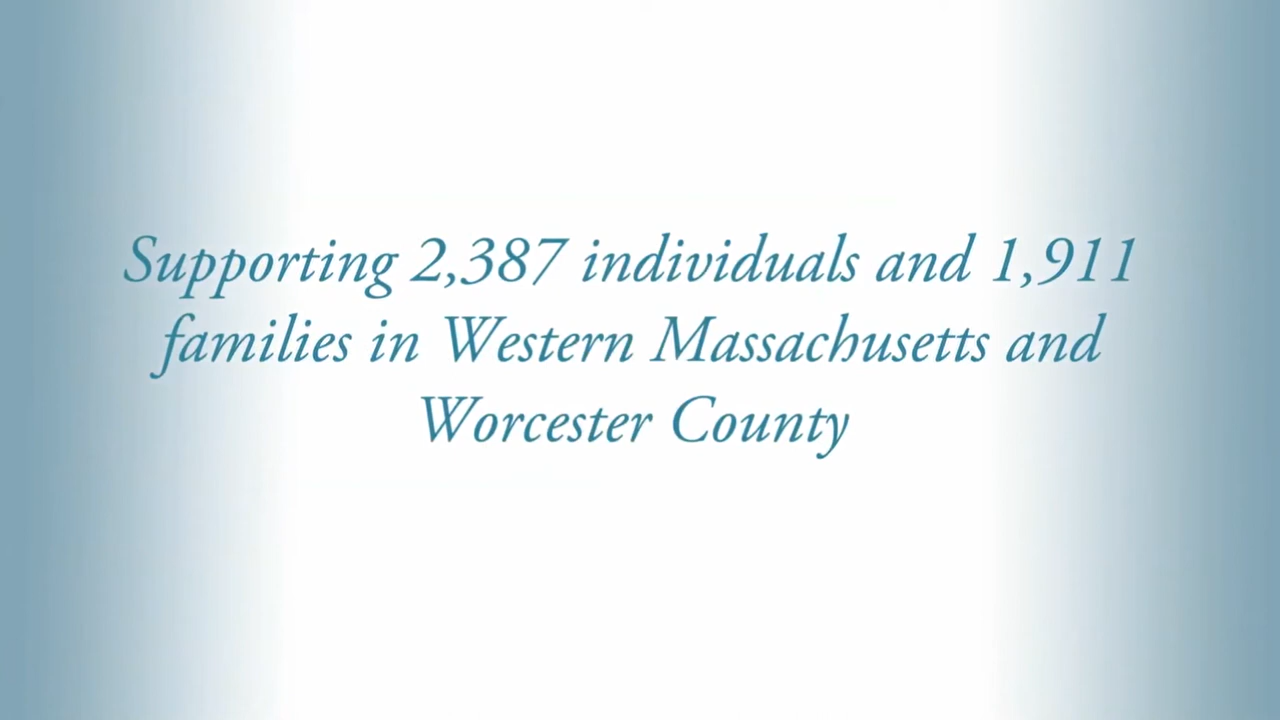 Supporting 2,387 individuals and 1,911
families in Western Massachusetts and
Worcester County